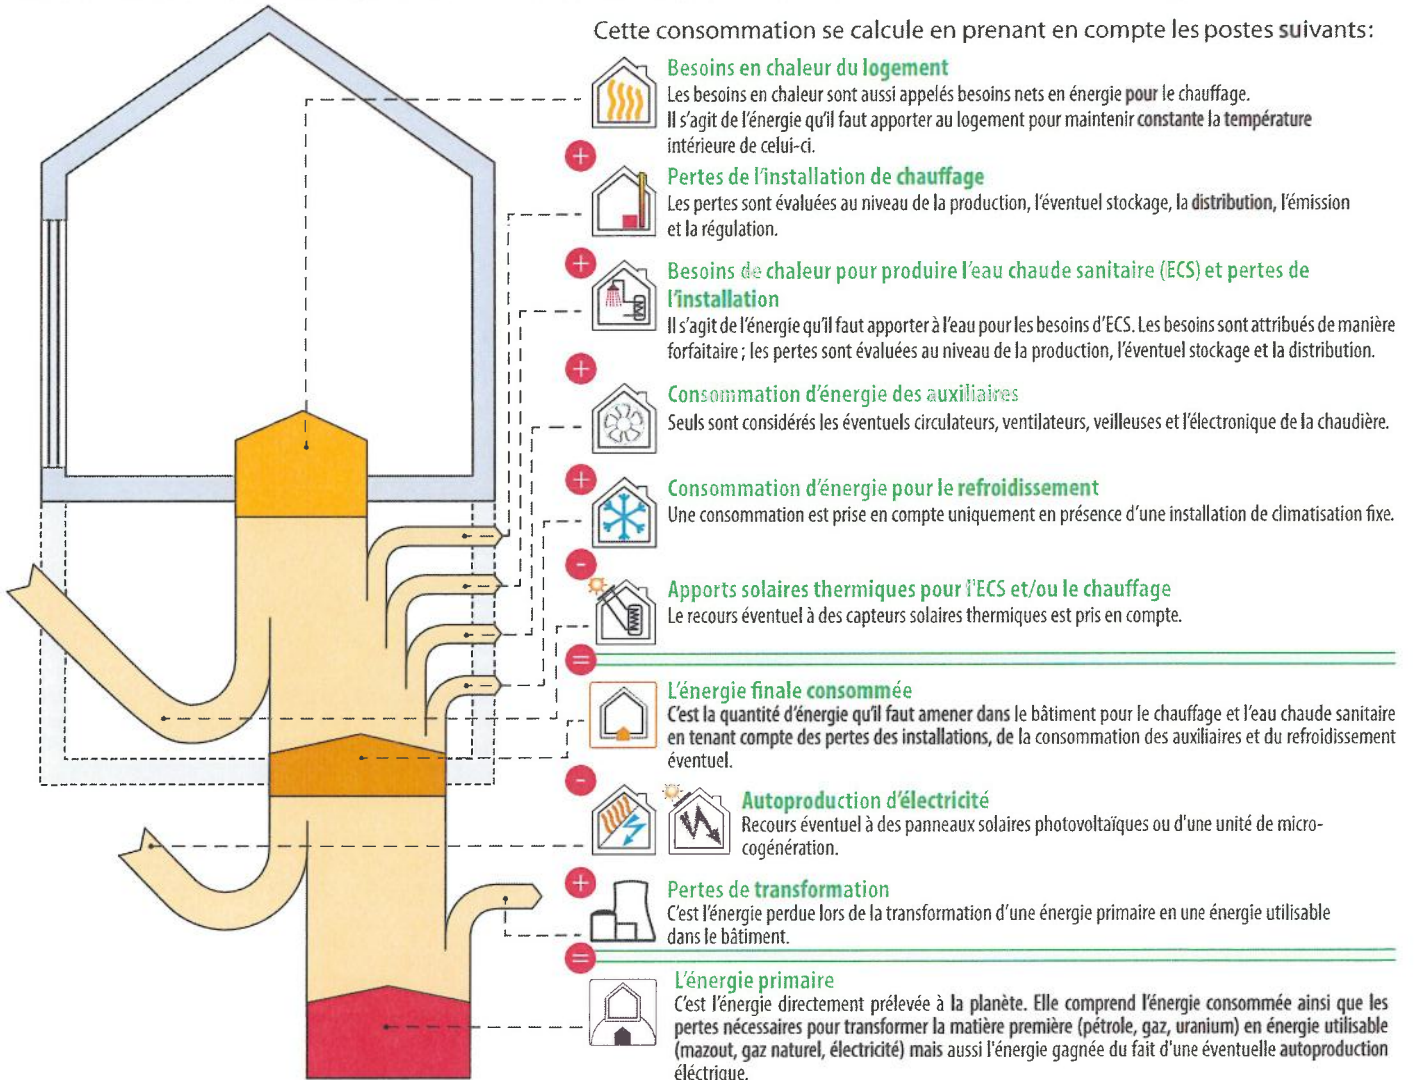 Cette consommation se calcule en prenant en compte les postes suivants:
Besoins en chaleur du logement
Les besoins en chaleur sont aussi appelés besoins nets en énergie pour le chauffage.
Il s'agit de l'énergie qu'il faut apporter au logement pour maintenir constante la température
intérieure de celui-ci.
+
Pertes de l'installation de chauffage
Les pertes sont évaluées au niveau de la production, l'éventuel stockage, la distribution, l'émission
et la régulation.
+
Besoins de chaleur pour produire l'eau chaude sanitaire (ECS) et pertes de
l'installation
Il s'agit de l'énergie qu'il faut apporter à l'eau pour les besoins d'ECS. Les besoins sont attribués de manière
forfaitaire; les pertes sont évaluées au niveau de la production, l'éventuel stockage et la distribution.
+
Consommation d'énergie des auxiliaires
Seuls sont considérés les éventuels circulateurs, ventilateurs, veilleuses et l'électronique de la chaudière.
+
Consommation d'énergie pour le refroidissement
Une consommation est prise en compte uniquement en présence d'une installation de climatisation fixe.
-
Apports solaires thermiques pour l'ECS et/ou le chauffage
Le recours éventuel à des capteurs solaires thermiques est pris en compte.
=
L'énergie finale consommée
C'est la quantité d'énergie qu'il faut amener dans le bâtiment pour le chauffage et l'eau chaude sanitaire
en tenant compte des pertes des installations, de la consommation des auxiliaires et du refroidissement
éventuel.
-
Autoproduction d'électricité
Recours éventuel à des panneaux solaires photovoltaïques ou d'une unité de micro-
cogénération.
+
Pertes de transformation
C'est l'énergie perdue lors de la transformation d'une énergie primaire en une énergie utilisable
dans le bâtiment.
=
L'énergie primaire
C'est l'énergie directement prélevée à la planète. Elle comprend l'énergie consommée ainsi que les
pertes nécessaires pour transformer la matière première (pétrole, gaz, uranium) en énergie utilisable
(mazout, gaz naturel, électricité) mais aussi l'énergie gagnée du fait d'une éventuelle autoproduction
éléctrique.